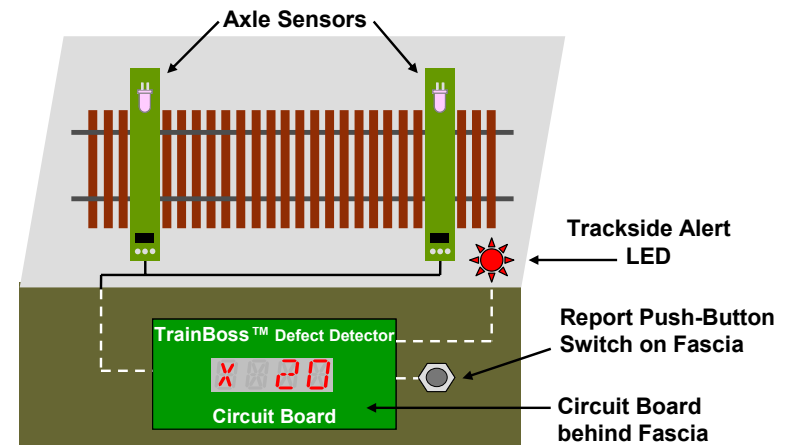 Axle Sensors
Trackside Alert
LED
Report Push-Button
Switch on Fascia
TrainBoss™ Defect Detector
X 20
Circuit Board
Circuit Board
behind Fascia